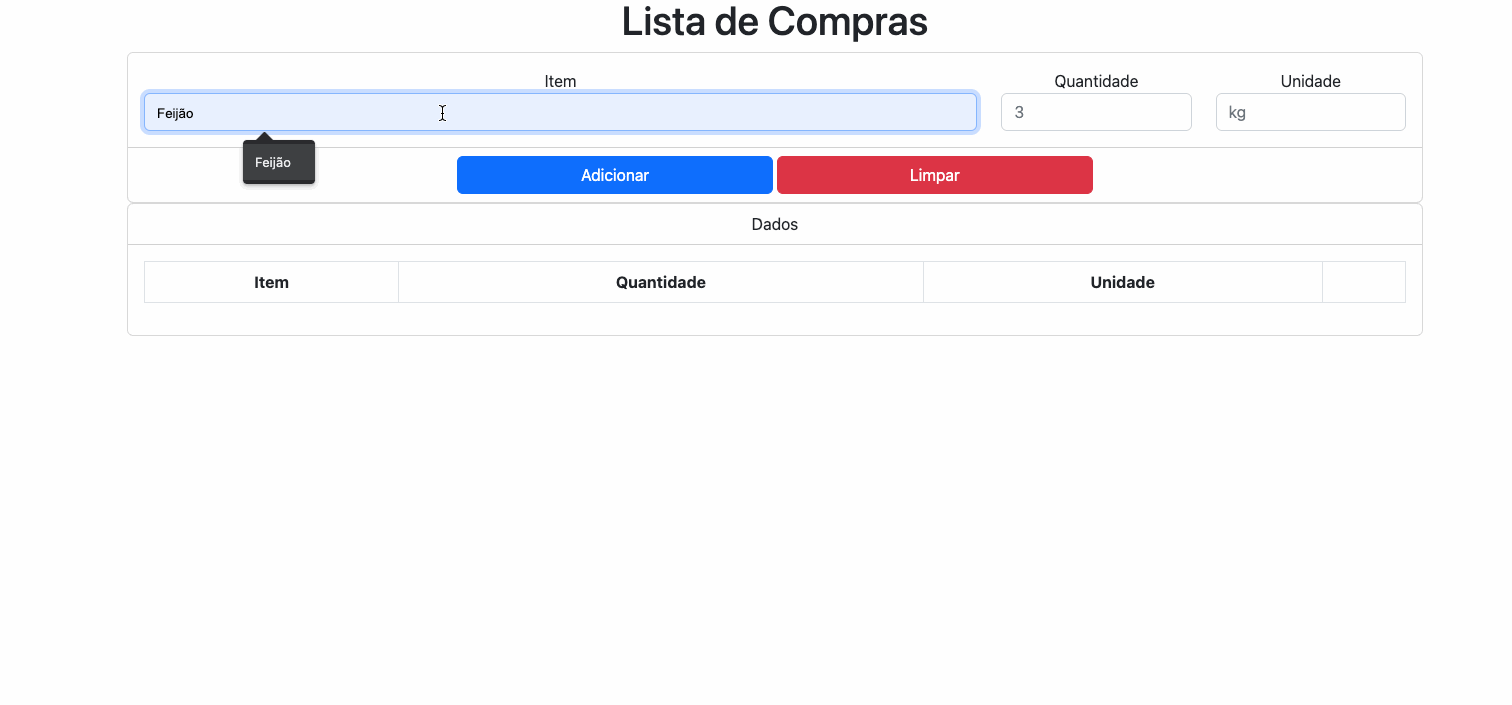 Lista de Compras
Item Quantidade Unidade
Feijão 3 kg
Feijão
Adicionar Limpar
Dados
Item Quantidade Unidade